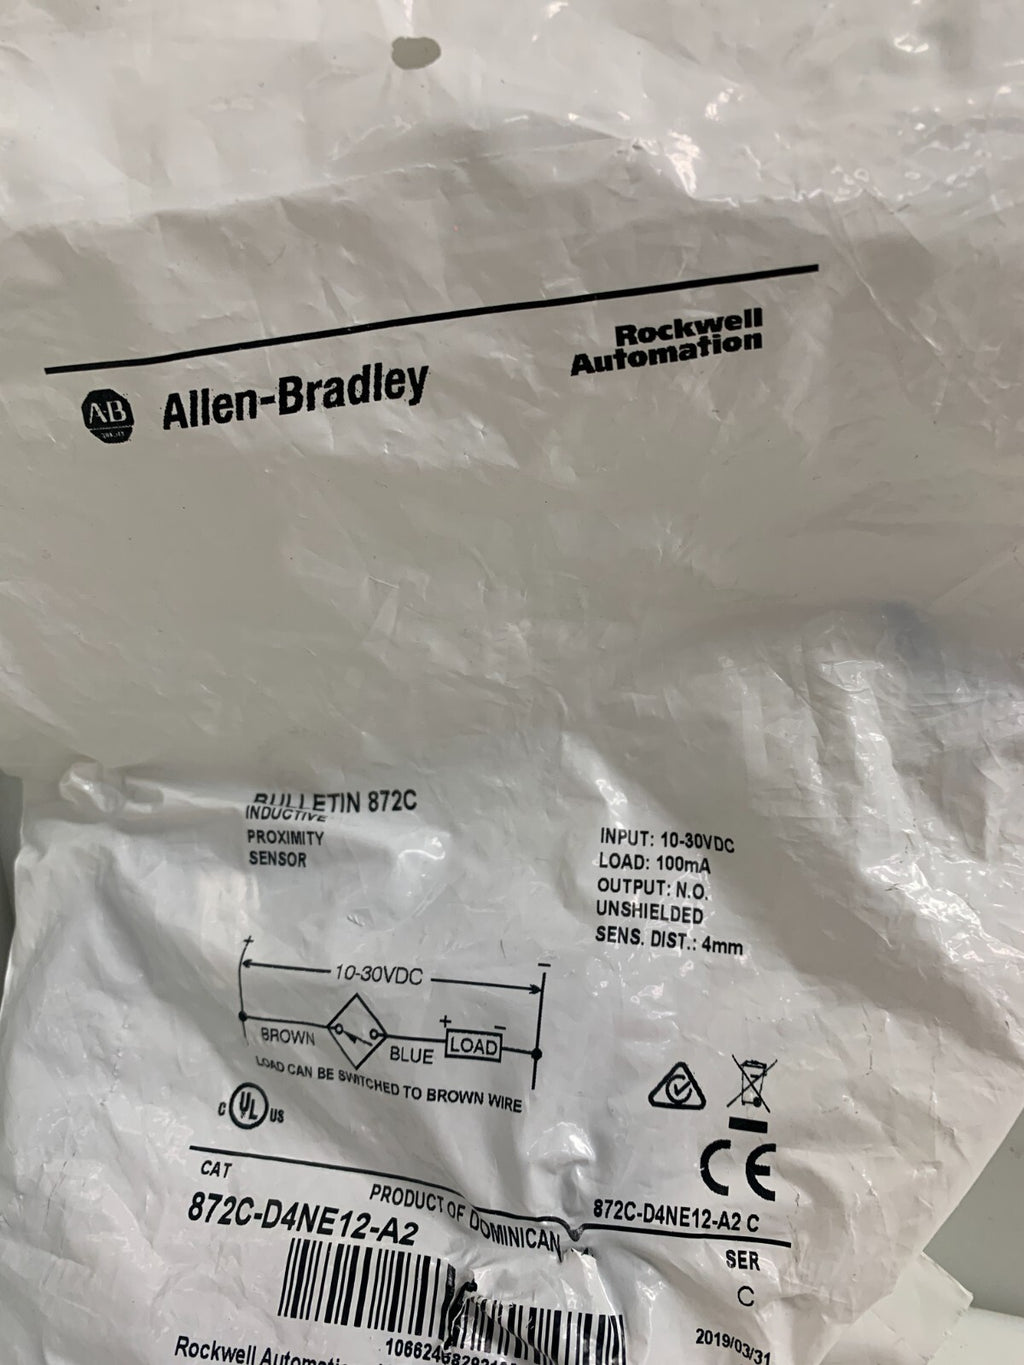 Rockwell
Automation
AB
Allen-Bradley
BULLETIN 872C
INDUCTIVE
PROXIMITY
SENSOR
INPUT: 10-30VDC
LOAD: 100mA
OUTPUT: N.O.
UNSHIELDED
SENS. DIST.: 4mm
+ -
10-30VDC
+ -
BROWN
BLUE
LOAD
LOAD CAN BE SWITCHED TO BROWN WIRE
C UL US
CE
CAT
PRODUCT OF DOMINICAN
872C-D4NE12-A2
872C-D4NE12-A2 C
SER
C
2019/03/31
Rockwell